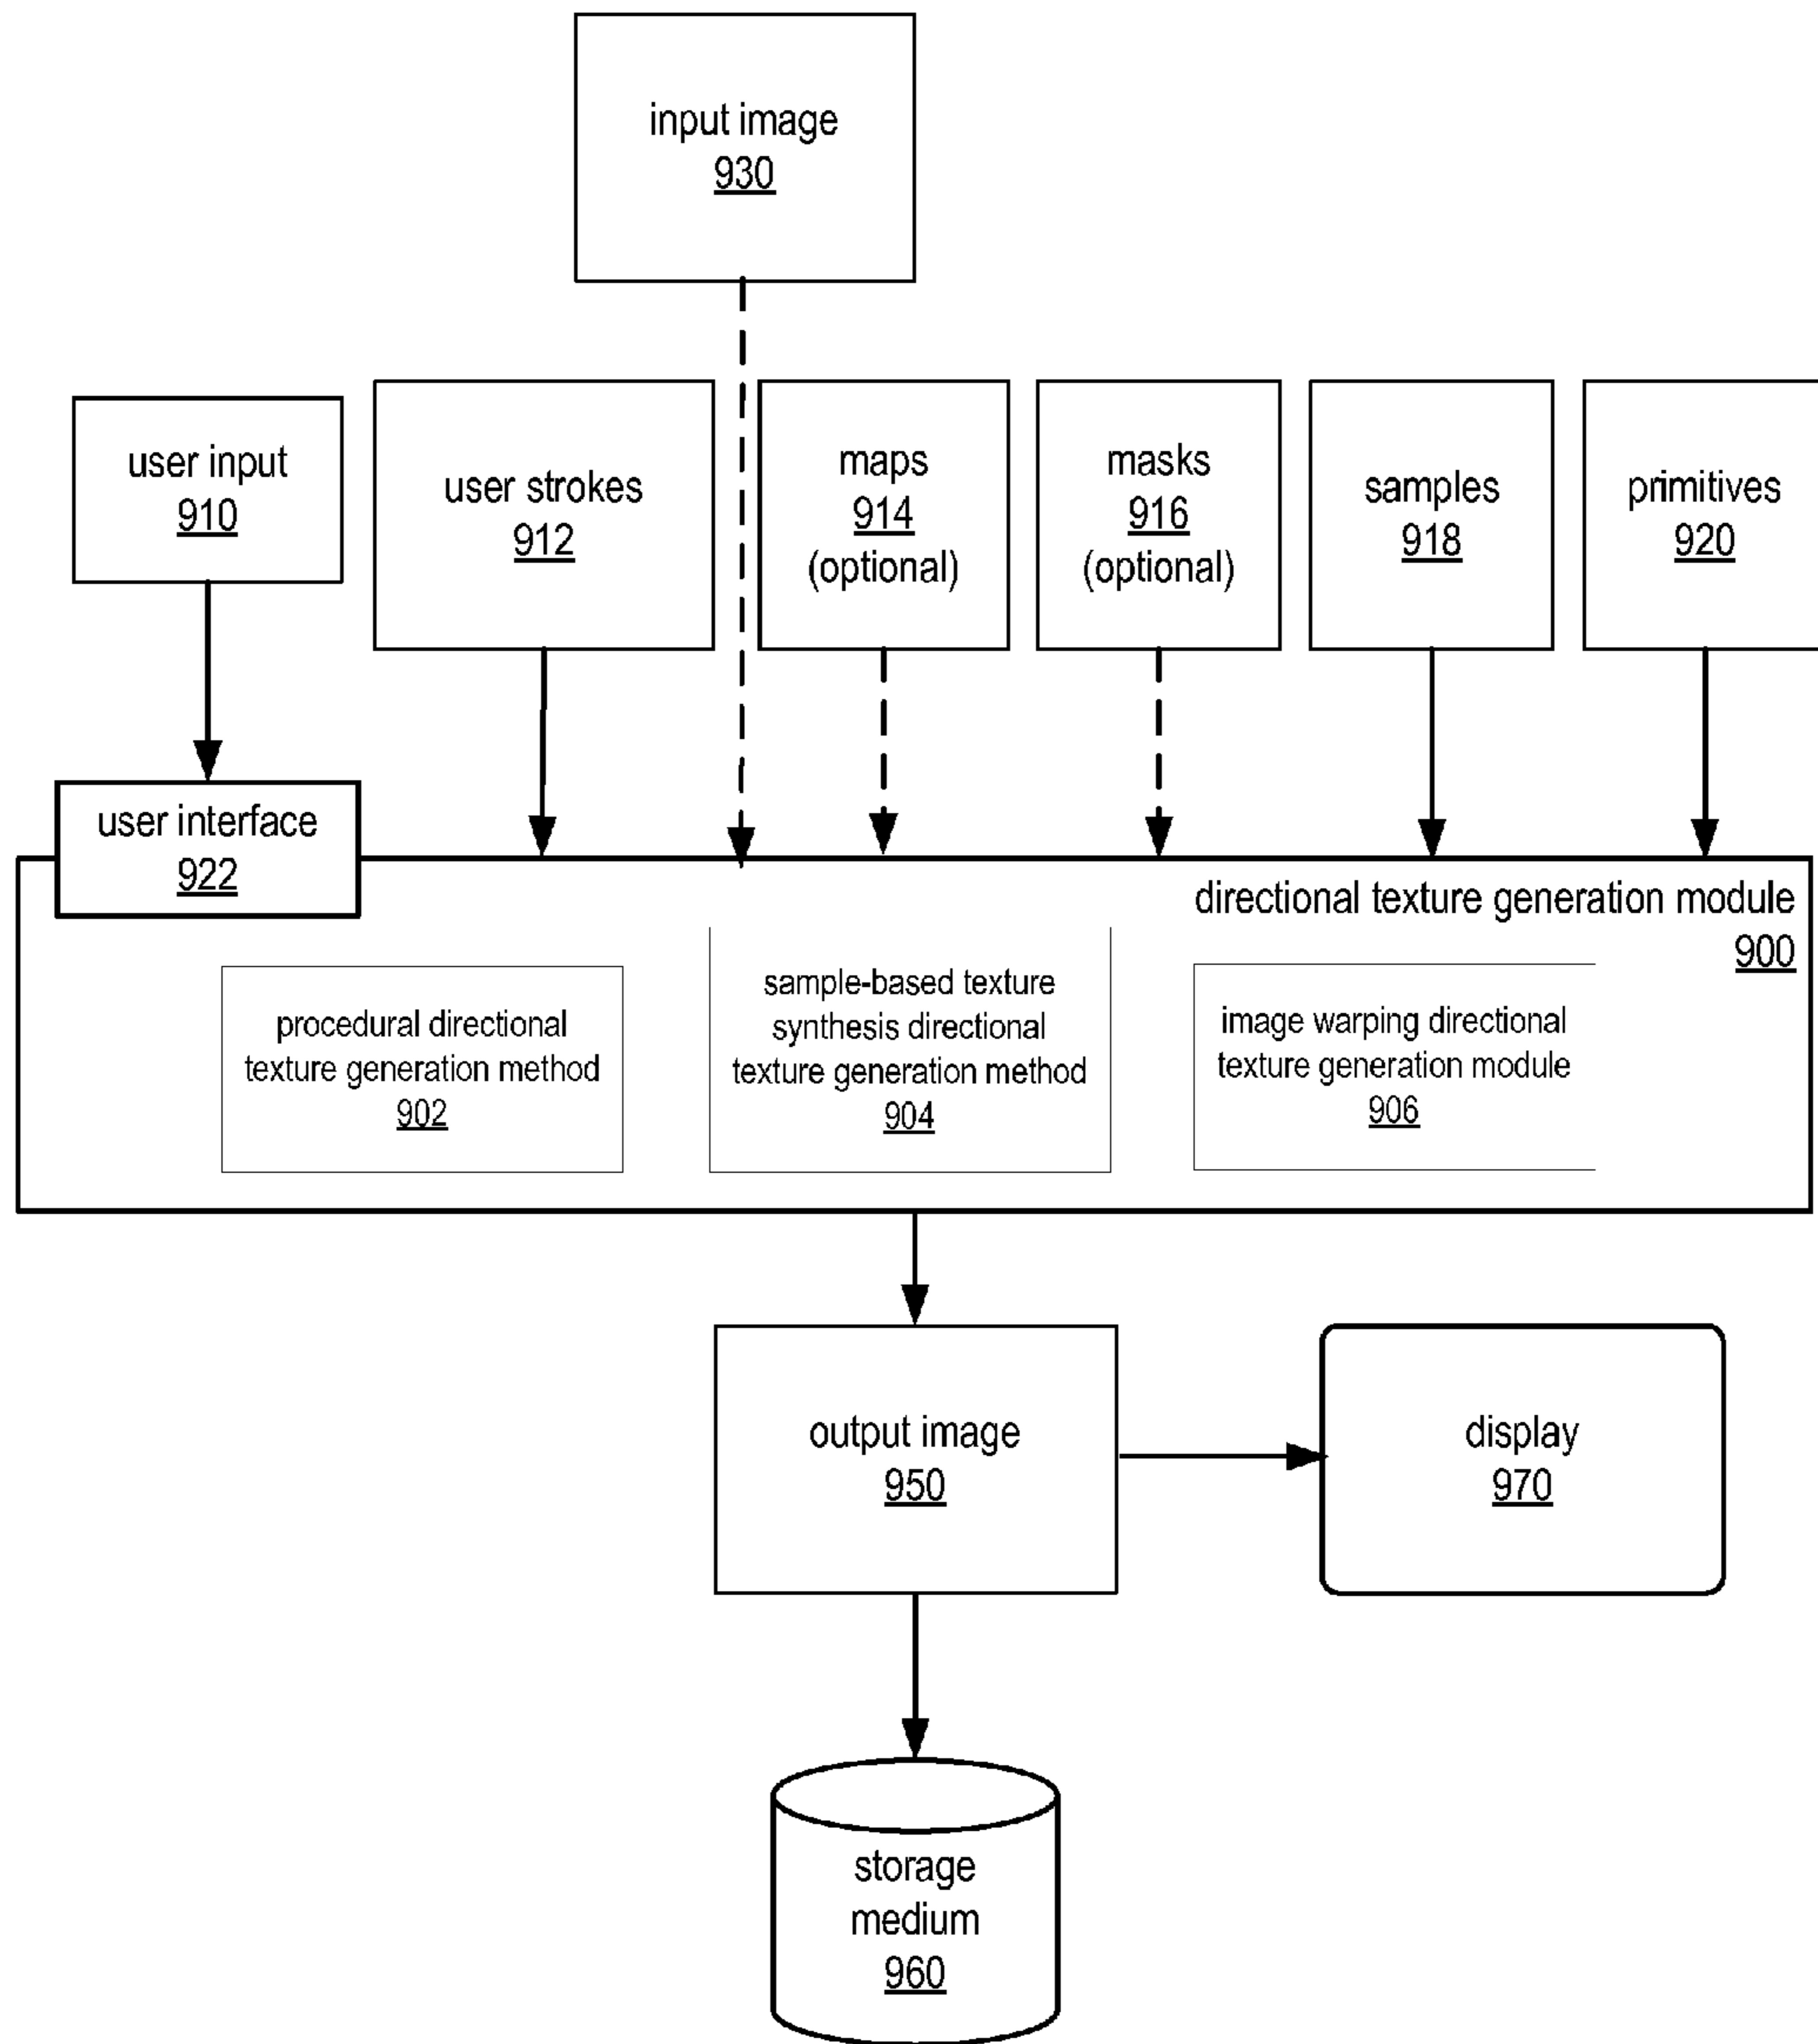 input image
930
user input
910
user strokes
912
maps
914
(optional)
masks
916
(optional)
samples
918
primitives
920
user interface
922
directional texture generation module
900
procedural directional
texture generation method
902
sample-based texture
synthesis directional
texture generation method
904
image warping directional
texture generation module
906
output image
950
display
970
storage
medium
960